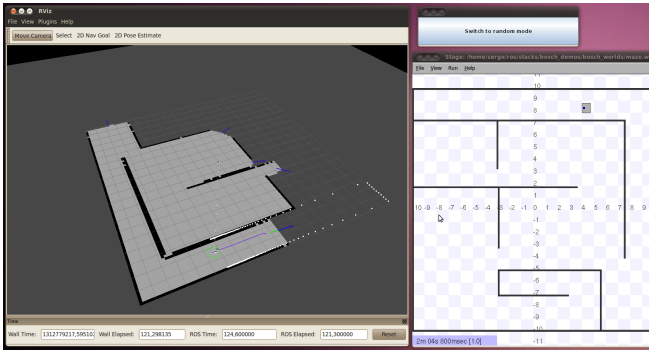 RViz
File View Plugins Help
Move Camera Select 2D Nav Goal 2D Pose Estimate
Time
Wall Time: 1312779217,595102 Wall Elapsed: 121,298135 ROS Time: 124,600000 ROS Elapsed: 121,300000 Reset
Switch to random mode
Stage: /home/serge/ros/stacks/bosch_demos/bosch_worlds/maze.w
File View Run Help
11
10
9
8
7
6
5
4
3
2
1
10 -9 -8 -7 -6 -5 -4 -3 -2 -1 0 1 2 3 4 5 6 7 8 9
-1
-2
-3
-4
-5
-6
-7
-8
-9
-10
-11
2m 04s 800msec [1.0]